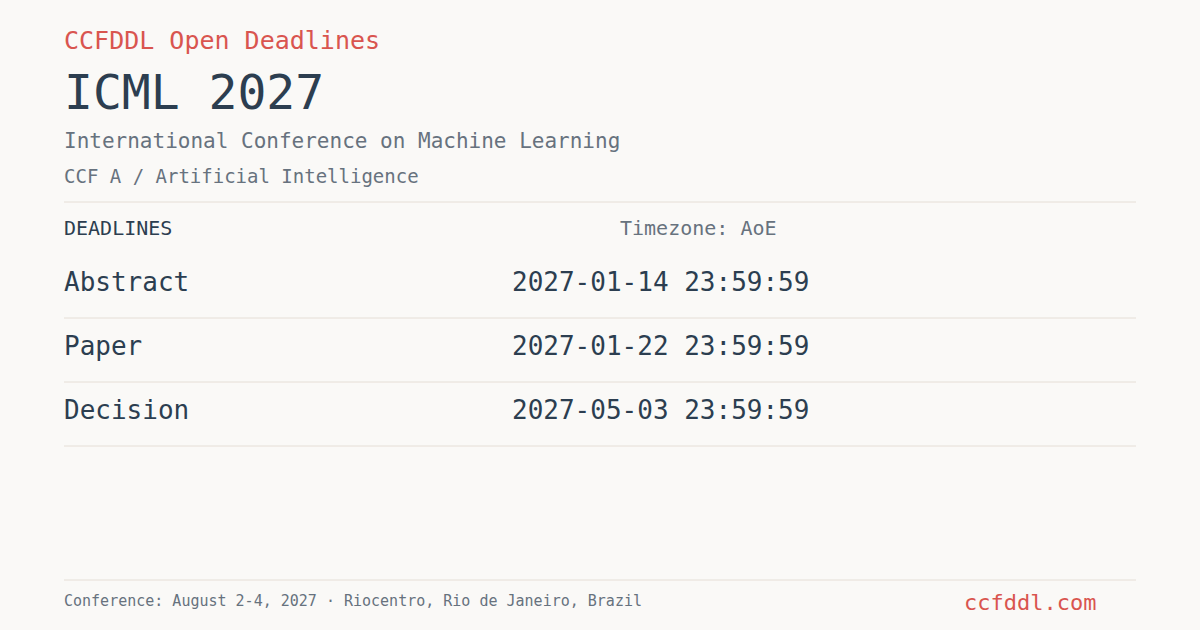 CCFDDL Open Deadlines
ICML 2027
International Conference on Machine Learning
CCF A / Artificial Intelligence
DEADLINES Timezone: AoE
Abstract 2027-01-14 23:59:59
Paper 2027-01-22 23:59:59
Decision 2027-05-03 23:59:59
Conference: August 2-4, 2027 · Riocentro, Rio de Janeiro, Brazil ccfddl.com